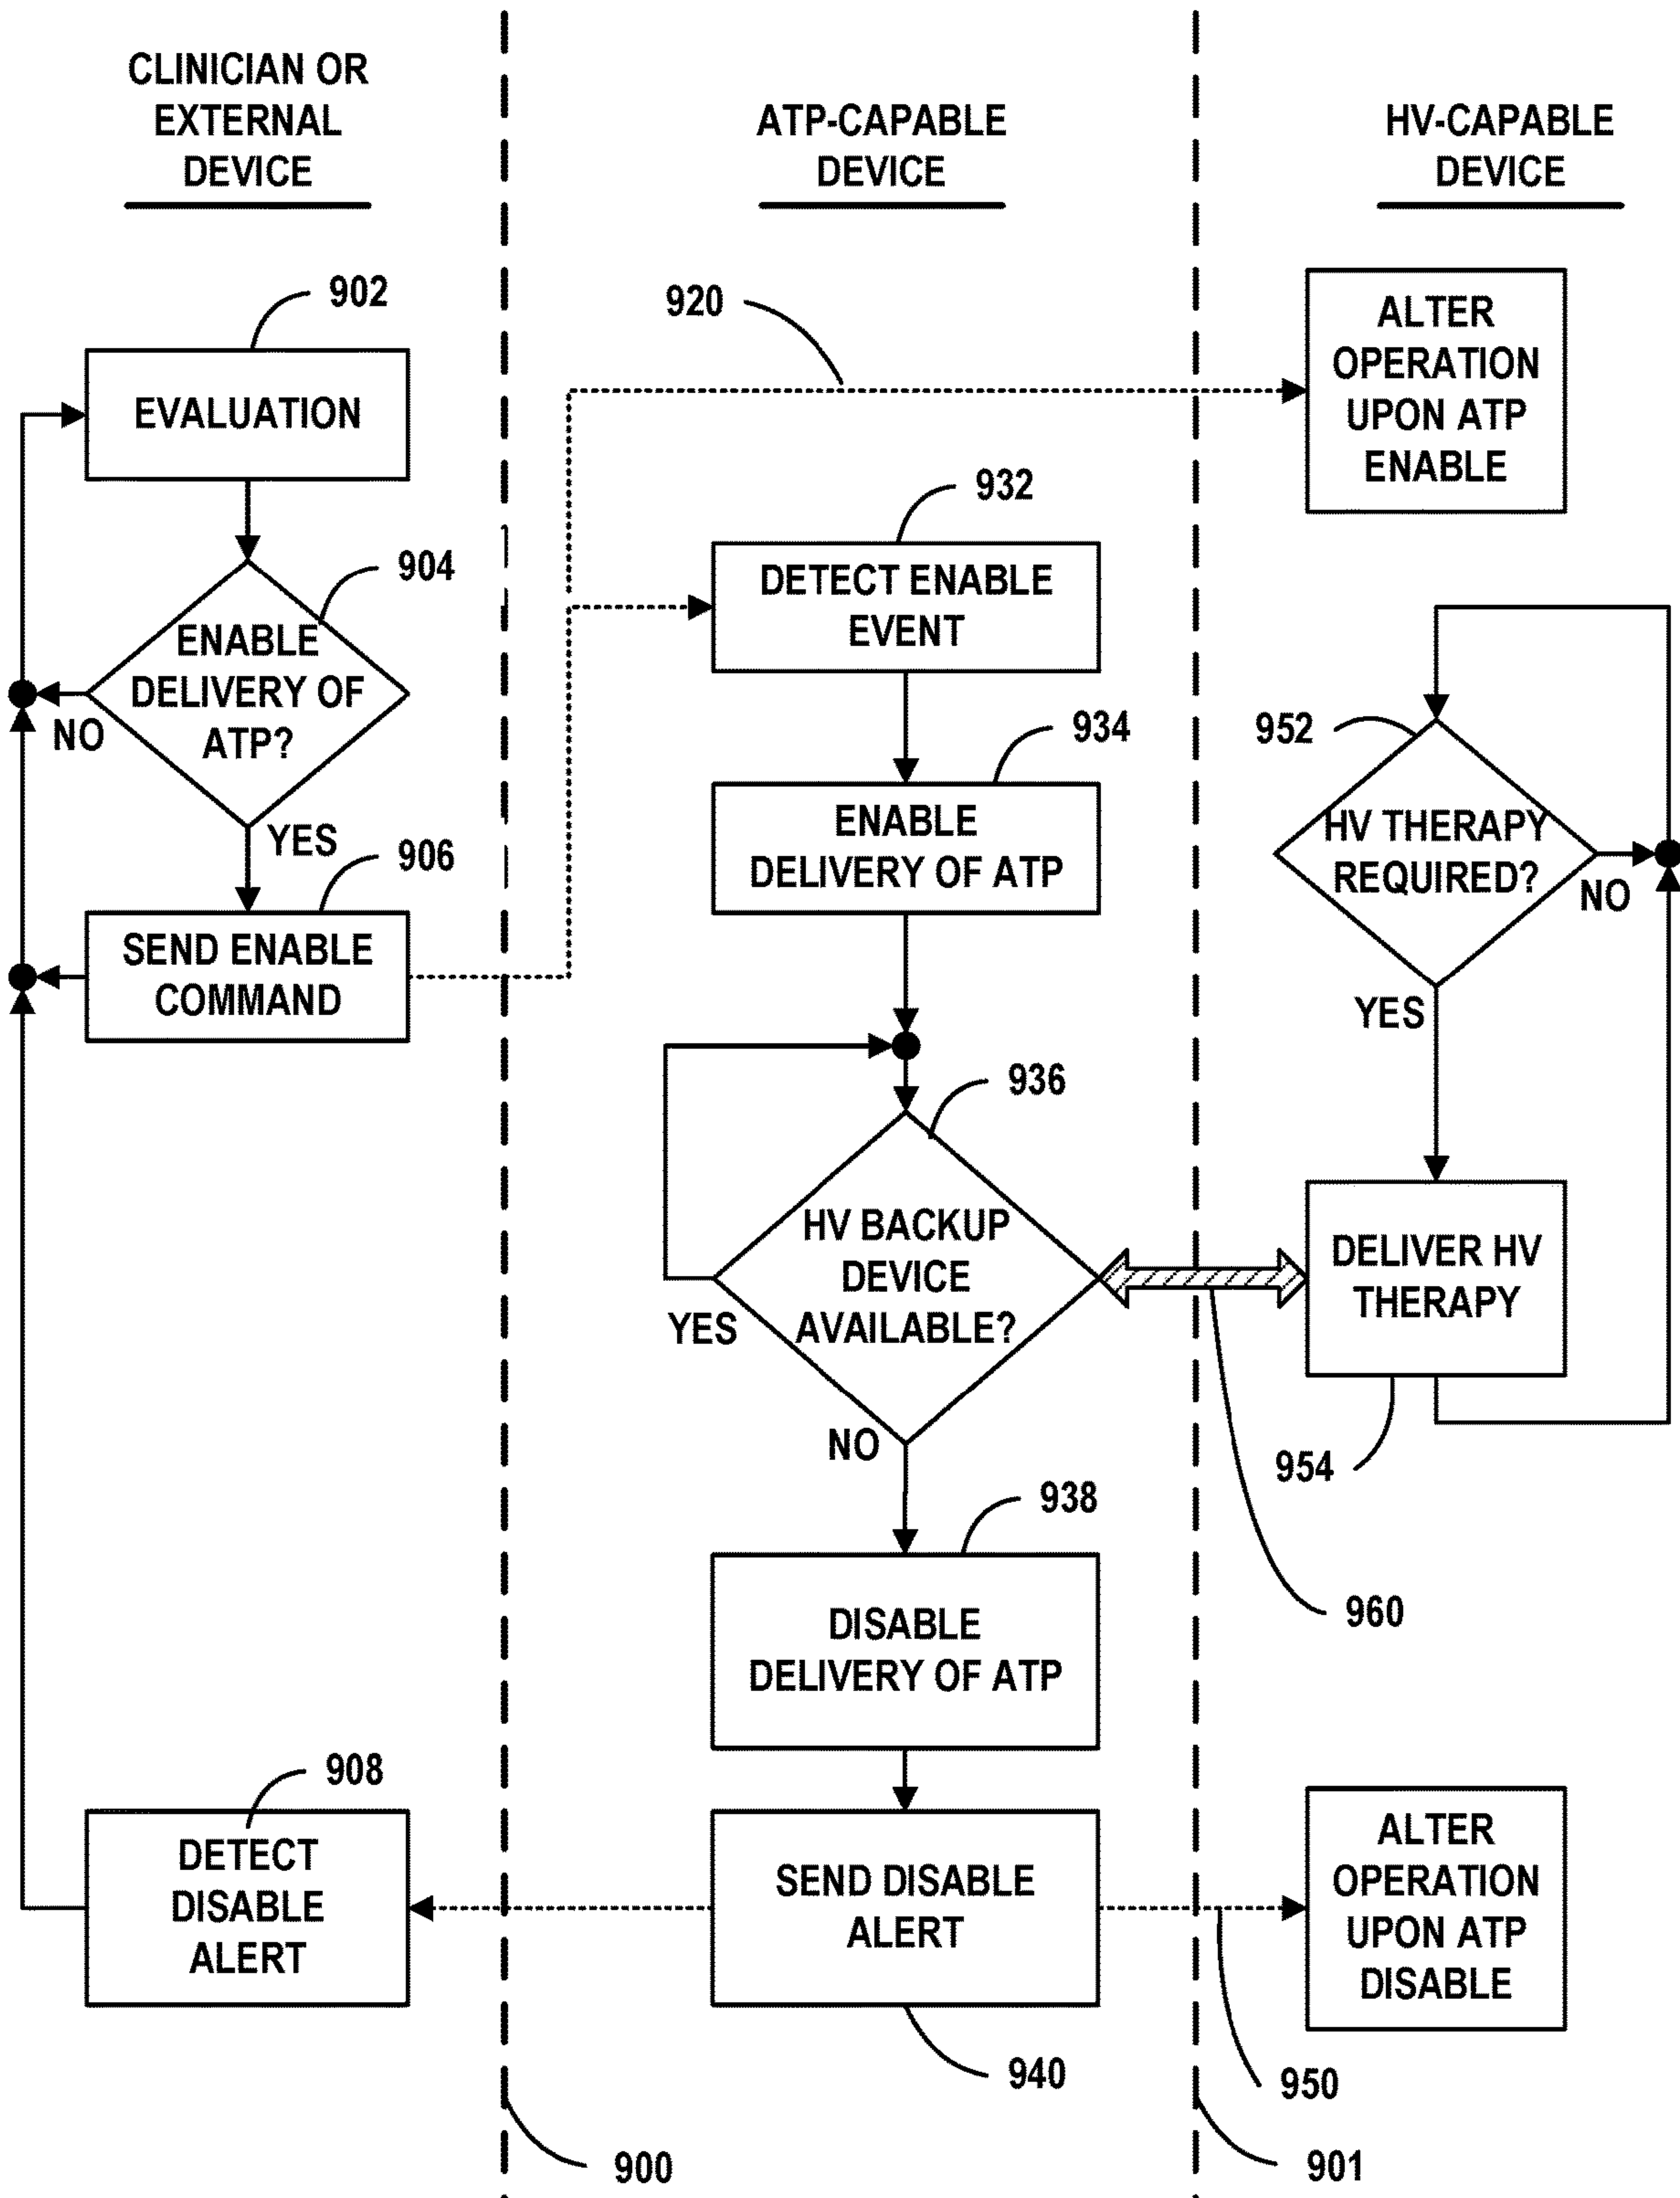 CLINICIAN OR
EXTERNAL
DEVICE
ATP-CAPABLE
DEVICE
HV-CAPABLE
DEVICE
902
EVALUATION
904
ENABLE
DELIVERY OF
ATP?
NO
YES
906
SEND ENABLE
COMMAND
908
DETECT
DISABLE
ALERT
920
932
DETECT ENABLE
EVENT
934
ENABLE
DELIVERY OF ATP
936
HV BACKUP
DEVICE
AVAILABLE?
YES
NO
938
DISABLE
DELIVERY OF ATP
SEND DISABLE
ALERT
940
900
ALTER
OPERATION
UPON ATP
ENABLE
952
HV THERAPY
REQUIRED?
NO
YES
DELIVER HV
THERAPY
954
960
ALTER
OPERATION
UPON ATP
DISABLE
950
901